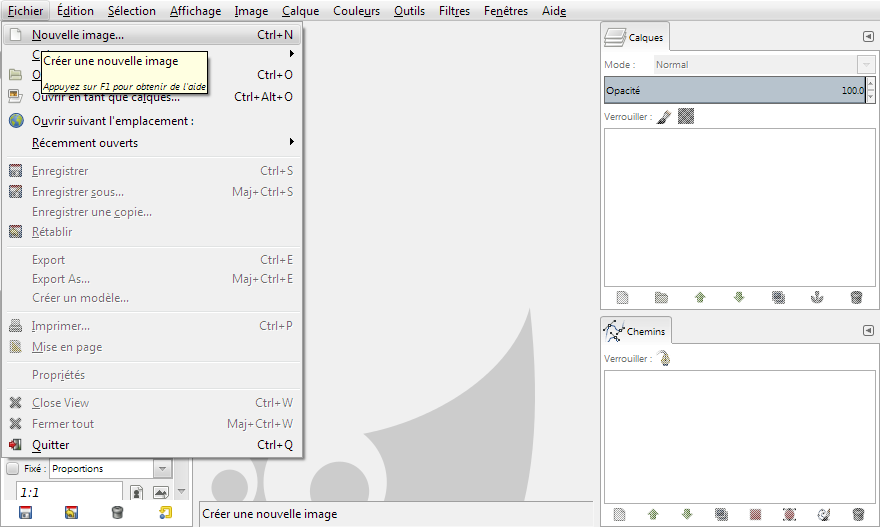 Fichier Édition Sélection Affichage Image Calque Couleurs Outils Filtres Fenêtres Aide
Nouvelle image... Ctrl+N
Créer une nouvelle image
Appuyez sur F1 pour obtenir de l'aide
Ctrl+O
Ouvrir en tant que calques... Ctrl+Alt+O
Ouvrir suivant l'emplacement :
Récemment ouverts
Enregistrer Ctrl+S
Enregistrer sous... Maj+Ctrl+S
Enregistrer une copie...
Rétablir
Export Ctrl+E
Export As... Maj+Ctrl+E
Créer un modèle...
Imprimer... Ctrl+P
Mise en page
Propriétés
Close View Ctrl+W
Fermer tout Maj+Ctrl+W
Quitter Ctrl+Q
Fixé : Proportions
1:1
Créer une nouvelle image
Calques
Mode : Normal
Opacité 100.0
Verrouiller :
Chemins
Verrouiller :